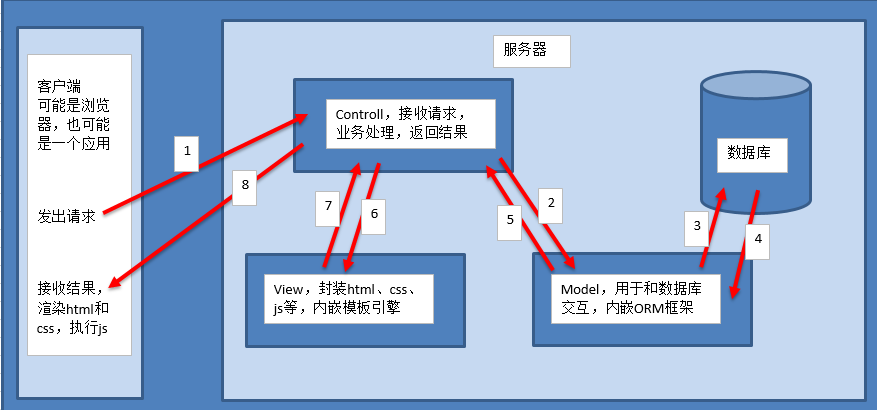 客户端
可能是浏览
器，也可能
是一个应用
发出请求
接收结果，
渲染html和
css，执行js
服务器
Controll，接收请求，
业务处理，返回结果
数据库
1
8
7
6
5
2
3
4
View，封装html、css、
js等，内嵌模板引擎
Model，用于和数据库
交互，内嵌ORM框架